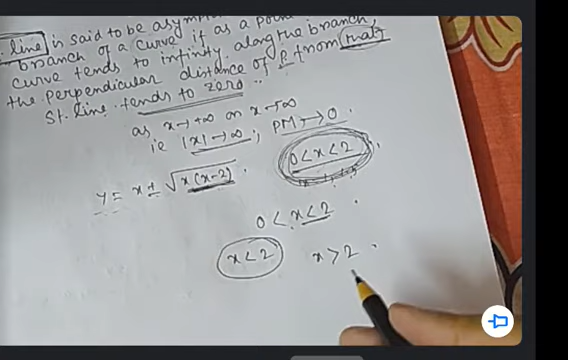 line is said to be asympt
branch of a curve if as a point
curve tends to infinity along the branch,
the perpendicular distance of P from that
st. line tends to zero.
as x → +∞ or x → -∞
ie |x| → ∞, PM → 0.
0 < x < 2
y = x ± √x(x-2).
0 < x < 2
x < 2 x > 2